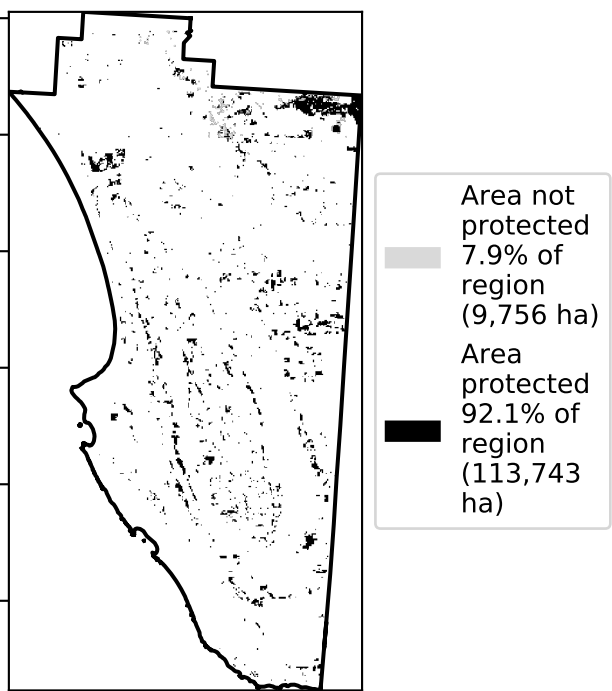 Area not
protected
7.9% of
region
(9,756 ha)
Area
protected
92.1% of
region
(113,743
ha)